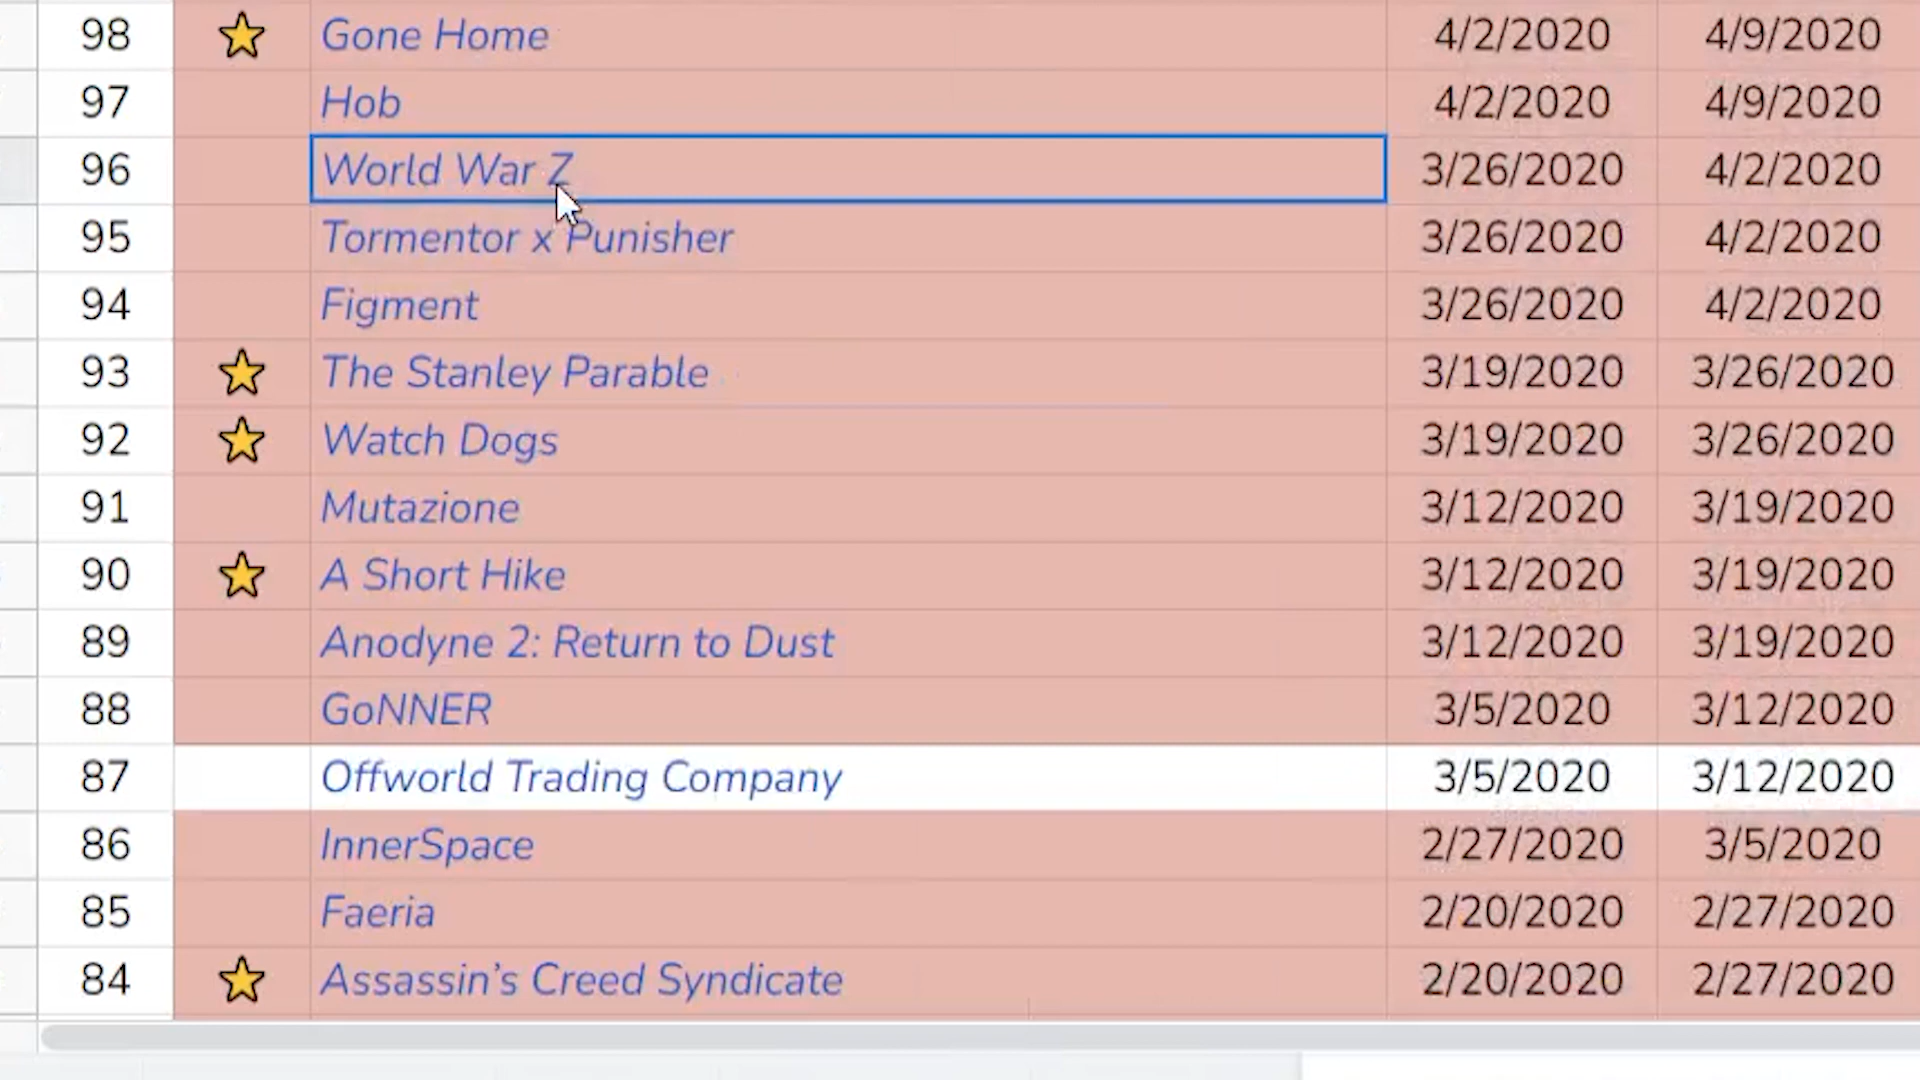 98 Gone Home 4/2/2020 4/9/2020
97 Hob 4/2/2020 4/9/2020
96 World War Z 3/26/2020 4/2/2020
95 Tormentor x Punisher 3/26/2020 4/2/2020
94 Figment 3/26/2020 4/2/2020
93 The Stanley Parable 3/19/2020 3/26/2020
92 Watch Dogs 3/19/2020 3/26/2020
91 Mutazione 3/12/2020 3/19/2020
90 A Short Hike 3/12/2020 3/19/2020
89 Anodyne 2: Return to Dust 3/12/2020 3/19/2020
88 GoNNER 3/5/2020 3/12/2020
87 Offworld Trading Company 3/5/2020 3/12/2020
86 InnerSpace 2/27/2020 3/5/2020
85 Faeria 2/20/2020 2/27/2020
84 Assassin’s Creed Syndicate 2/20/2020 2/27/2020